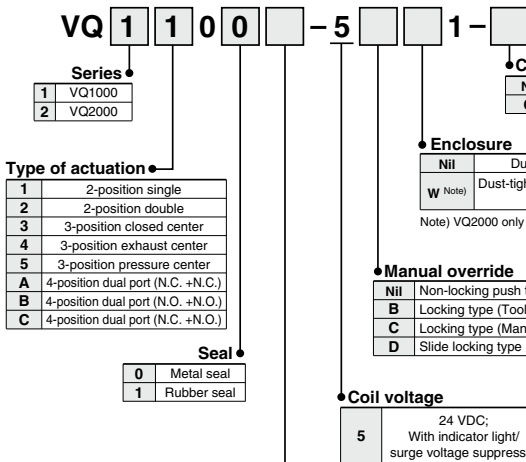 VQ 1 1 0 0 – 5 1 –
Series
1 VQ1000
2 VQ2000
Enclosure
Nil
W Note) Dust-tight
Note) VQ2000 only
Type of actuation
1 2-position single
2 2-position double
3 3-position closed center
4 3-position exhaust center
5 3-position pressure center
A 4-position dual port (N.C. +N.C.)
B 4-position dual port (N.O. +N.O.)
C 4-position dual port (N.C. +N.O.)
Manual override
Nil Non-locking push
B Locking type
C Locking type
D Slide locking type
Seal
0 Metal seal
1 Rubber seal
Coil voltage
5 24 VDC;
With indicator light/
surge voltage